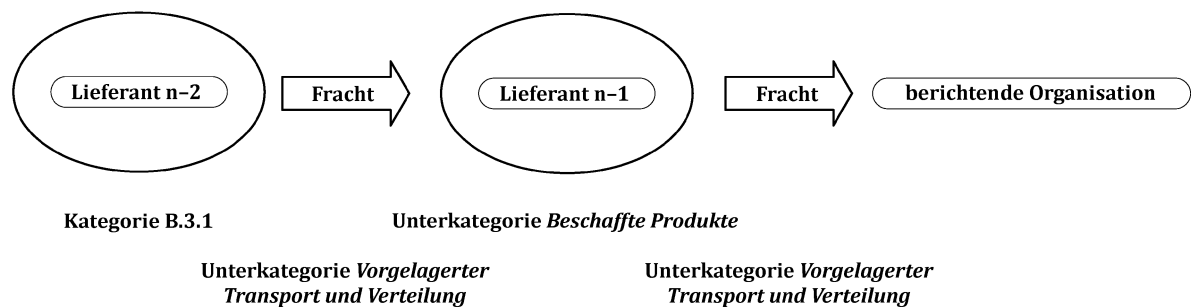 Lieferant n–2
Fracht
Lieferant n–1
Fracht
berichtende Organisation
Kategorie B.3.1
Unterkategorie Beschaffte Produkte
Unterkategorie Vorgelagerter
Transport und Verteilung
Unterkategorie Vorgelagerter
Transport und Verteilung